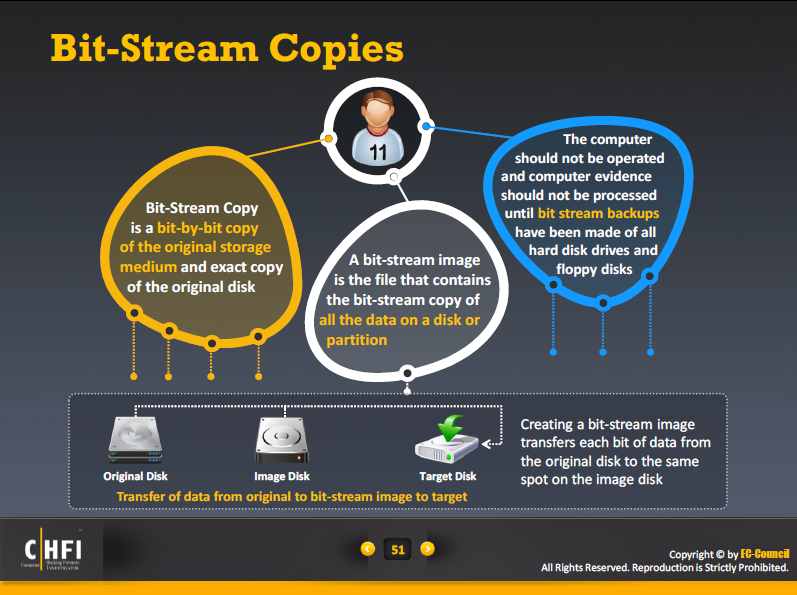 Bit-Stream Copies
11
Bit-Stream Copy
is a bit-by-bit copy
of the original storage
medium and exact copy
of the original disk
A bit-stream image
is the file that contains
the bit-stream copy of
all the data on a disk or
partition
The computer
should not be operated
and computer evidence
should not be processed
until bit stream backups
have been made of all
hard disk drives and
floppy disks
Original Disk
Image Disk
Target Disk
Transfer of data from original to bit-stream image to target
Creating a bit-stream image
transfers each bit of data from
the original disk to the same
spot on the image disk
CHFI
Computer Hacking Forensic
INVESTIGATOR
51
Copyright © by EC-Council
All Rights Reserved. Reproduction is Strictly Prohibited.